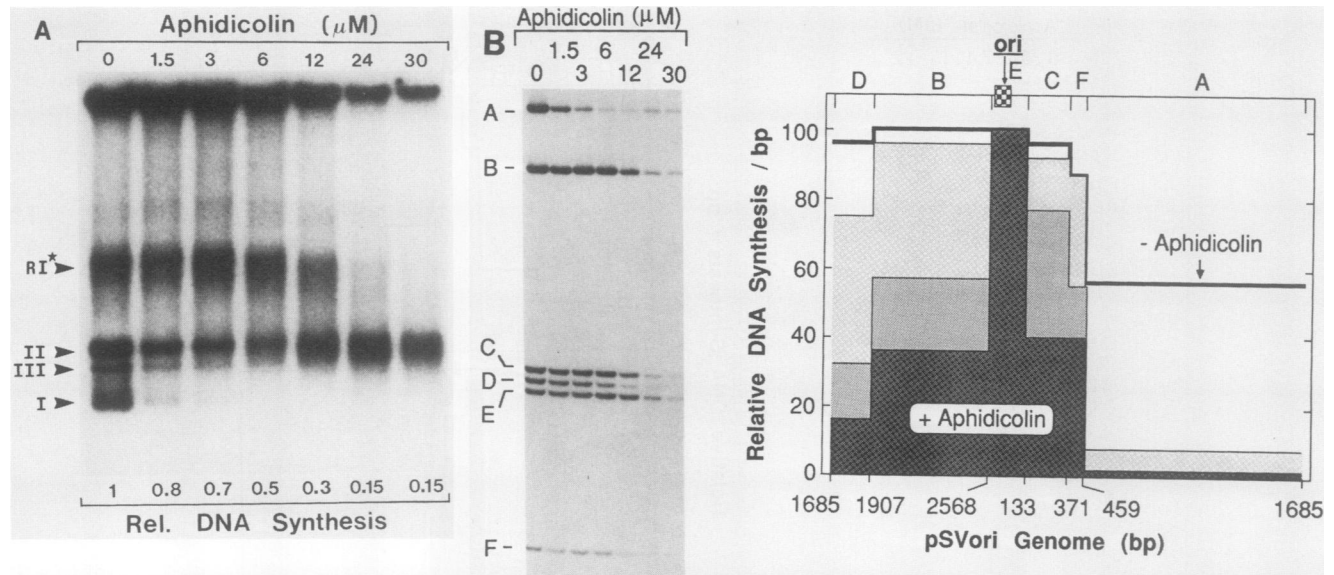 A
Aphidicolin (μM)
0 1.5 3 6 12 24 30
RI*
II
III
I
1 0.8 0.7 0.5 0.3 0.15 0.15
Rel. DNA Synthesis
B
Aphidicolin (μM)
1.5 6 24
0 3 12 30
A
B
C
D
E
F
ori
D B E C F A
Relative DNA Synthesis / bp
100
80
60
40
20
0
- Aphidicolin
+ Aphidicolin
1685 1907 2568 133 371 459 1685
pSVori Genome (bp)